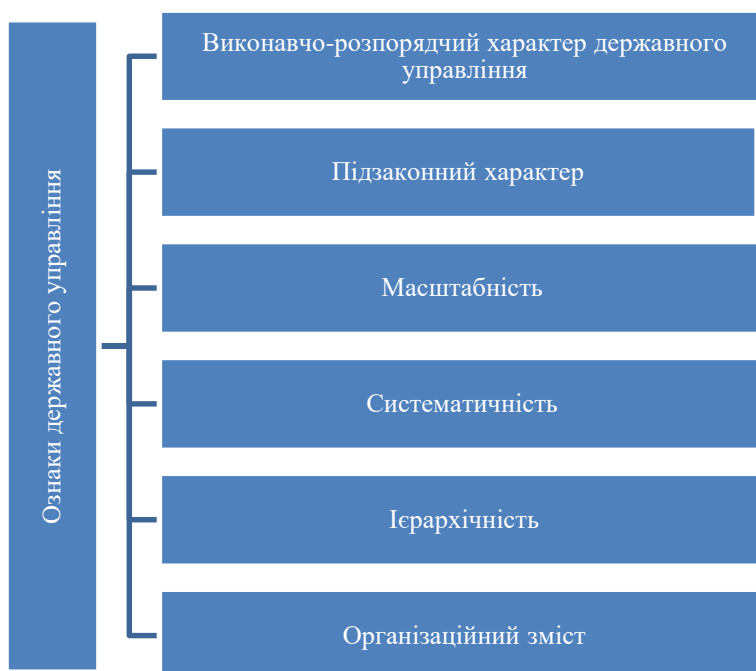 Ознаки державного управління
Виконавчо-розпорядчий характер державного
управління
Підзаконний характер
Масштабність
Систематичність
Ієрархічність
Організаційний зміст